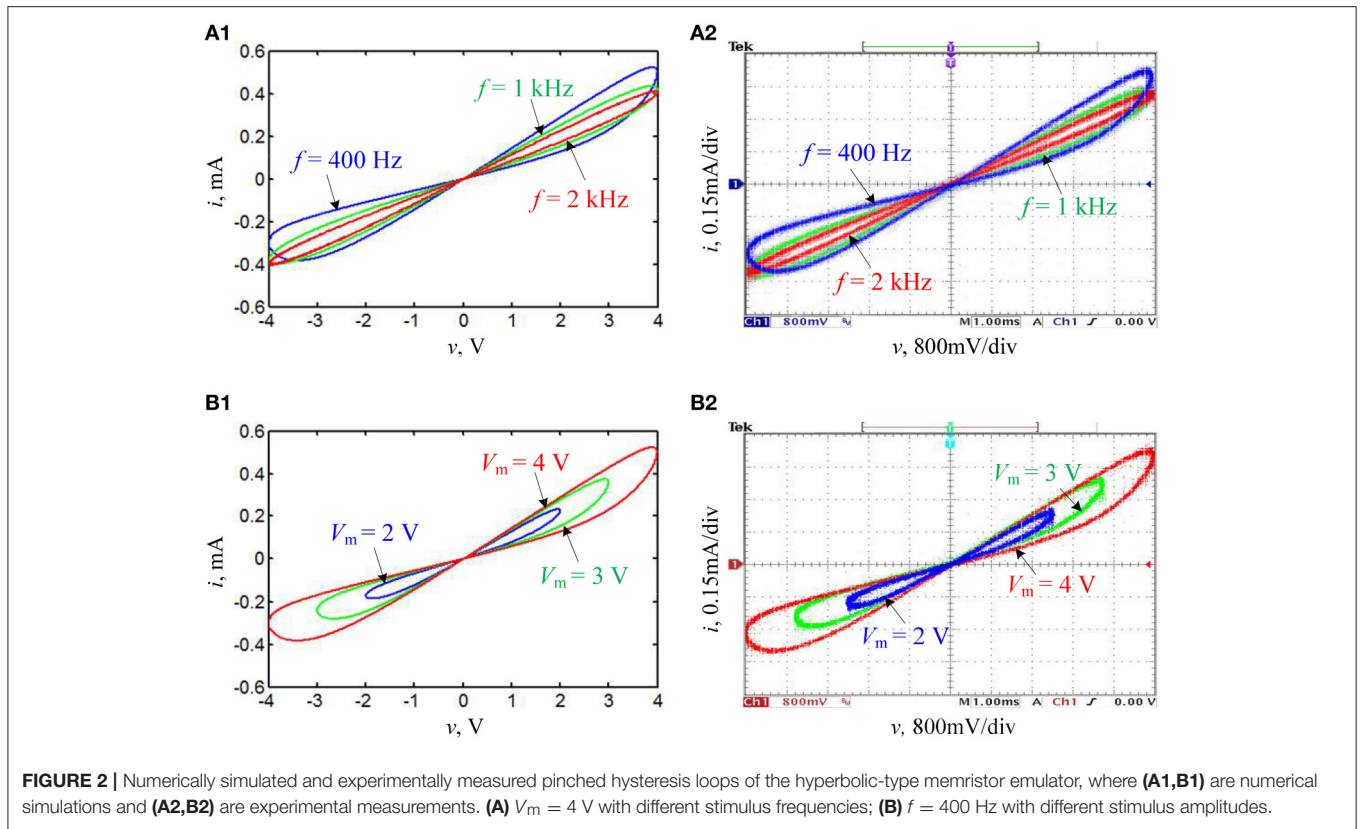 A1
0.6
0.4
0.2
0
-0.2
-0.4
0.6
i, mA
f = 1 kHz
f = 400 Hz
f = 2 kHz
-4 -3 -2 -1 0 1 2 3 4
v, V
A2
Tek
T
T
i, 0.15mA/div
1
f = 400 Hz
f = 1 kHz
f = 2 kHz
Ch1 800mV M 1.00ms A Ch1 0.00 V
v, 800mV/div
B1
0.6
0.4
0.2
0
-0.2
-0.4
-0.6
i, mA
Vm = 4 V
Vm = 2 V
Vm = 3 V
-4 -3 -2 -1 0 1 2 3 4
v, V
B2
Tek
T
T
i, 0.15mA/div
1
Vm = 3 V
Vm = 4 V
Vm = 2 V
Ch1 800mV M 1.00ms A Ch1 0.00 V
v, 800mV/div
FIGURE 2 | Numerically simulated and experimentally measured pinched hysteresis loops of the hyperbolic-type memristor emulator, where (A1,B1) are numerical
simulations and (A2,B2) are experimental measurements. (A) Vm = 4 V with different stimulus frequencies; (B) f = 400 Hz with different stimulus amplitudes.